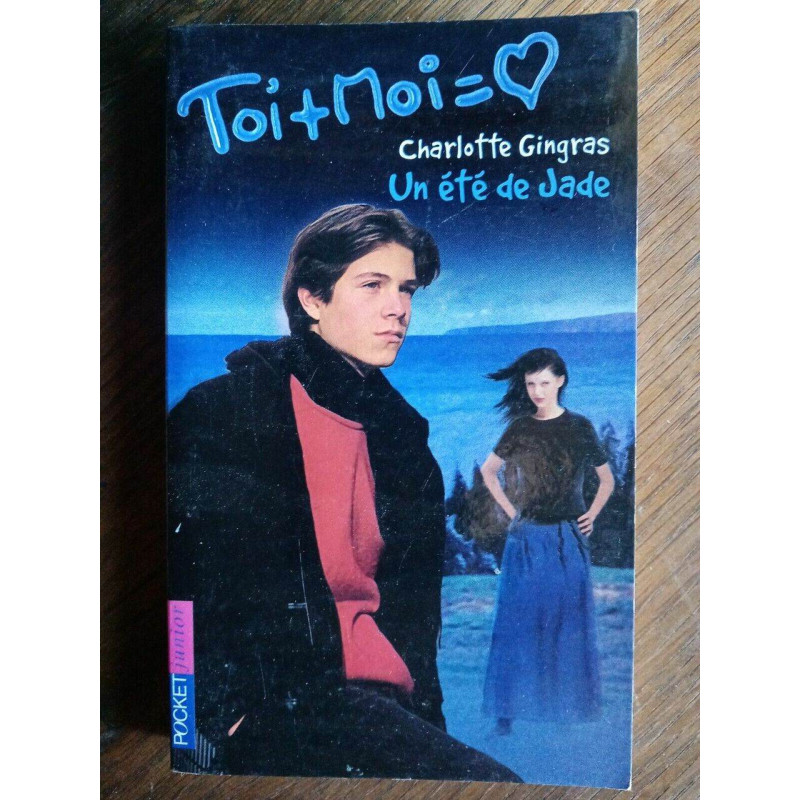 Toi+Moi=♡
Charlotte Gingras
Un été de Jade
POCKET junior